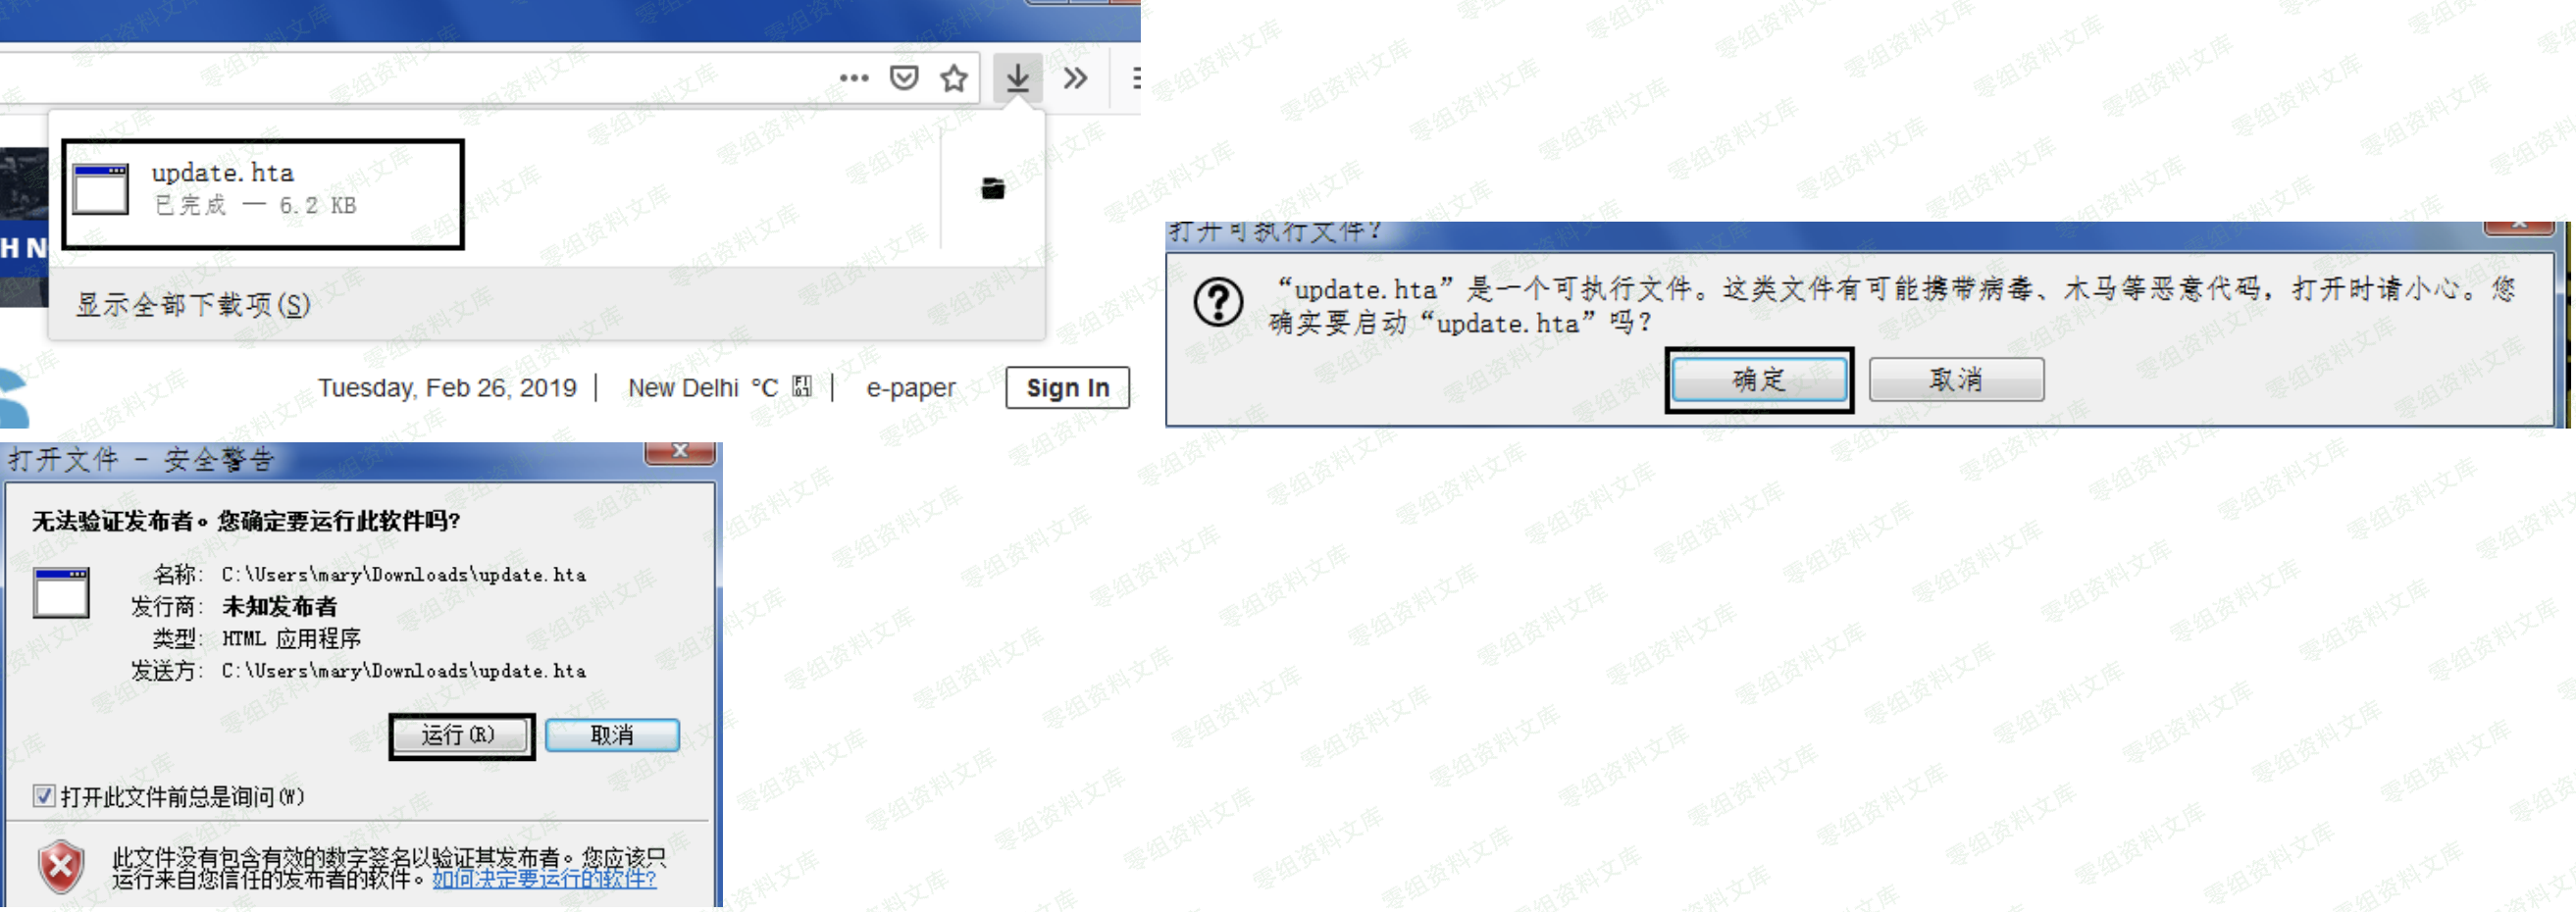 update.hta
已完成 — 6.2 KB
显示全部下载项(S)
H N
Tuesday, Feb 26, 2019 | New Delhi °C | e-paper Sign In
打开可执行文件?
“update.hta”是一个可执行文件。这类文件有可能携带病毒、木马等恶意代码，打开时请小心。您
确实要启动“update.hta”吗?
确定 取消
打开文件 - 安全警告
无法验证发布者。您确定要运行此软件吗?
名称: C:\Users\mary\Downloads\update.hta
发行商: 未知发布者
类型: HTML 应用程序
发送方: C:\Users\mary\Downloads\update.hta
运行(R) 取消
打开此文件前总是询问(W)
此文件没有包含有效的数字签名以验证其发布者。您应该只
运行来自您信任的发布者的软件。如何决定要运行的软件?
零组资料文库